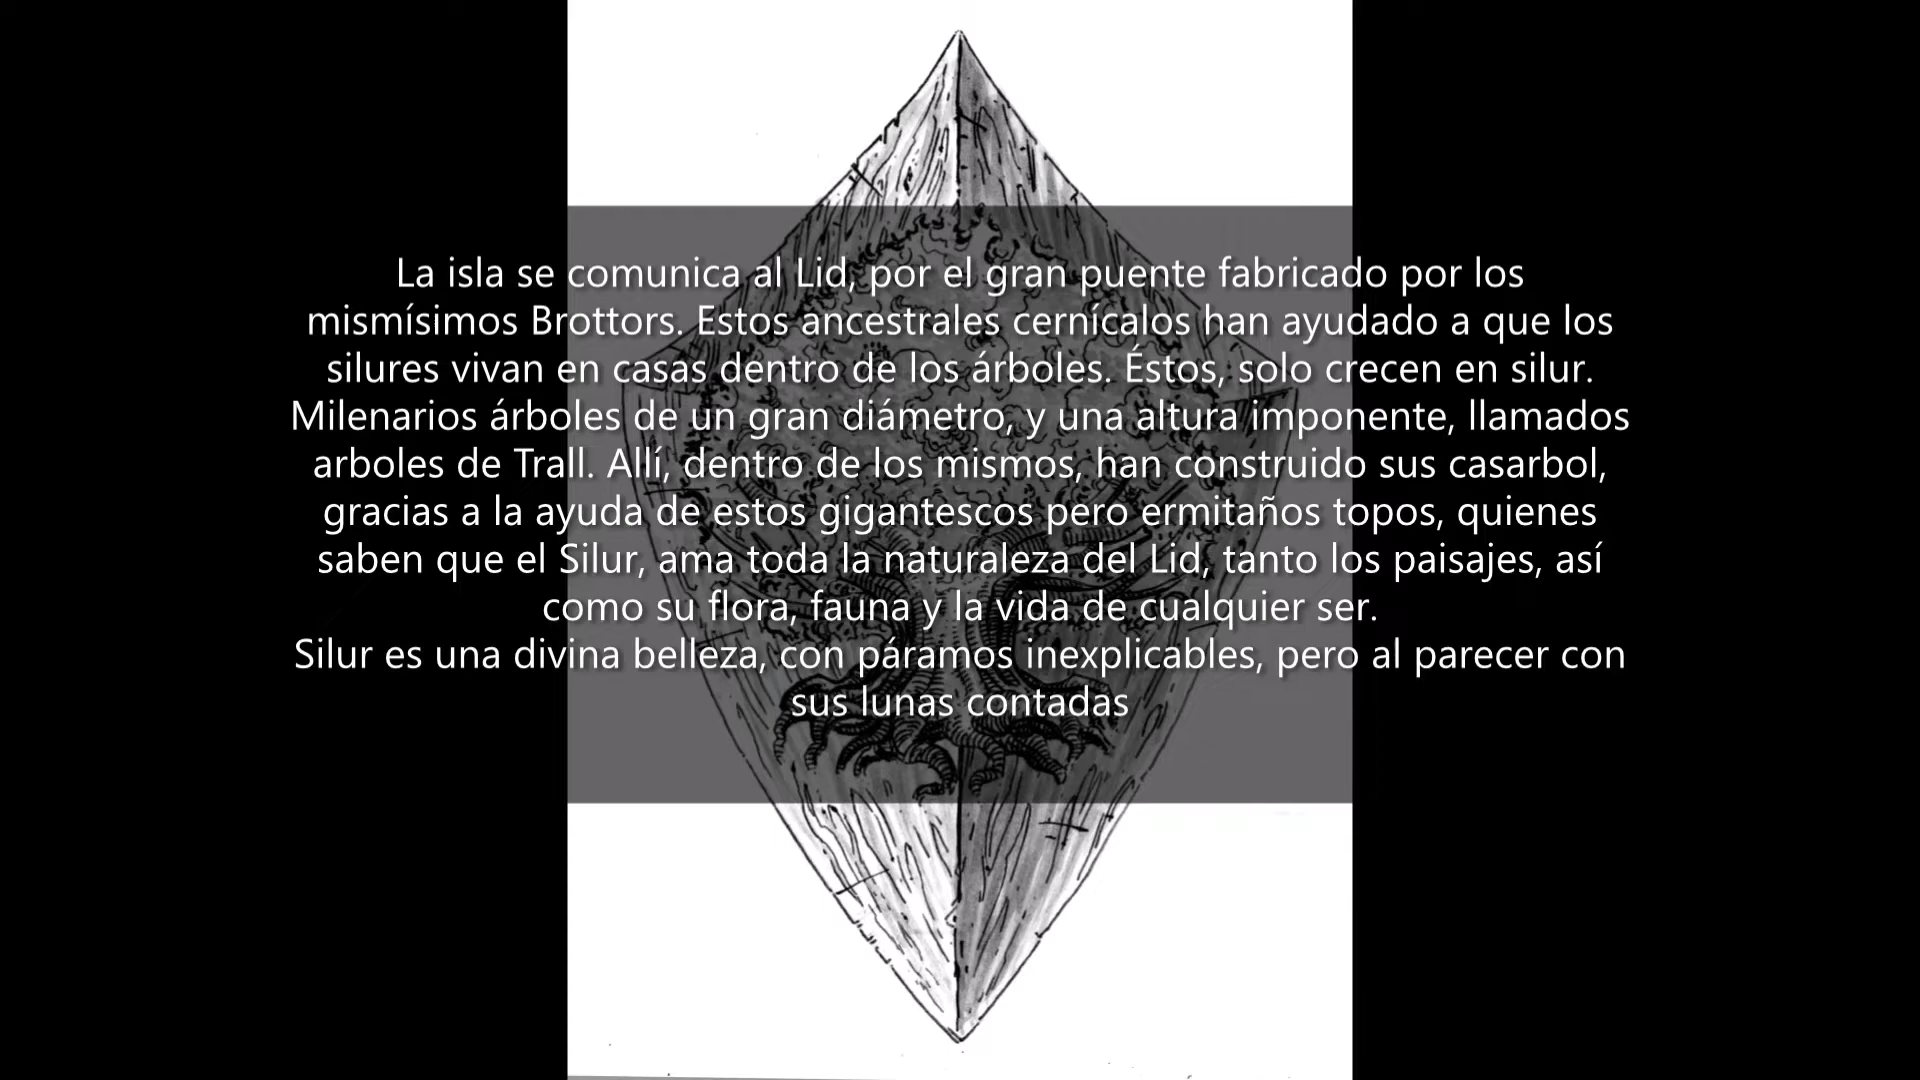 La isla se comunica al Lid, por el gran puente fabricado por los
mismísimos Brottors. Estos ancestrales cernícalos han ayudado a que los
silures vivan en casas dentro de los árboles. Éstos, solo crecen en silur.
Milenarios árboles de un gran diámetro, y una altura imponente, llamados
arboles de Trall. Allí, dentro de los mismos, han construido sus casarbol,
gracias a la ayuda de estos gigantescos pero ermitaños topos, quienes
saben que el Silur, ama toda la naturaleza del Lid, tanto los paisajes, así
como su flora, fauna y la vida de cualquier ser.
Silur es una divina belleza, con páramos inexplicables, pero al parecer con
sus lunas contadas